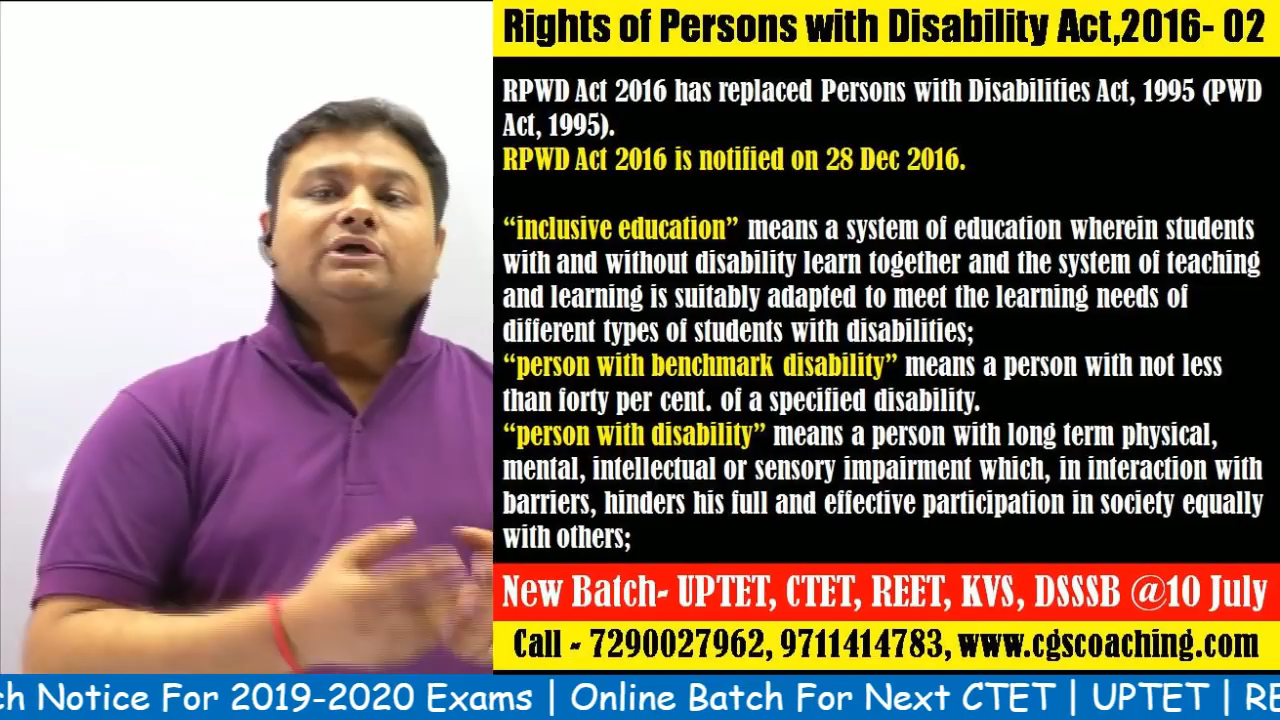 Rights of Persons with Disability Act,2016- 02
RPWD Act 2016 has replaced Persons with Disabilities Act, 1995 (PWD
Act, 1995).
RPWD Act 2016 is notified on 28 Dec 2016.
“inclusive education” means a system of education wherein students
with and without disability learn together and the system of teaching
and learning is suitably adapted to meet the learning needs of
different types of students with disabilities;
“person with benchmark disability” means a person with not less
than forty per cent. of a specified disability.
“person with disability” means a person with long term physical,
mental, intellectual or sensory impairment which, in interaction with
barriers, hinders his full and effective participation in society equally
with others;
New Batch- UPTET, CTET, REET, KVS, DSSSB @10 July
Call - 7290027962, 9711414783, www.cgscoaching.com
ch Notice For 2019-2020 Exams | Online Batch For Next CTET | UPTET | RE